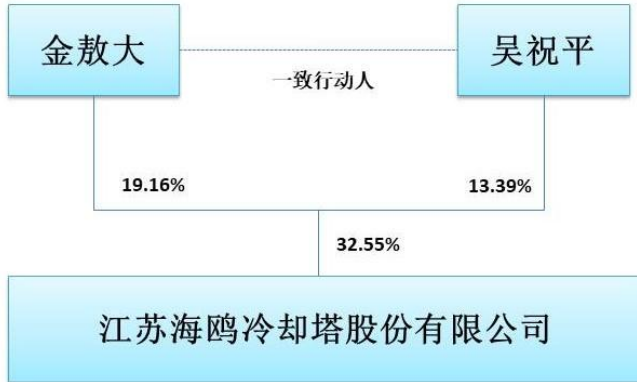 金敖大
吴祝平
一致行动人
19.16%
13.39%
32.55%
江苏海鸥冷却塔股份有限公司